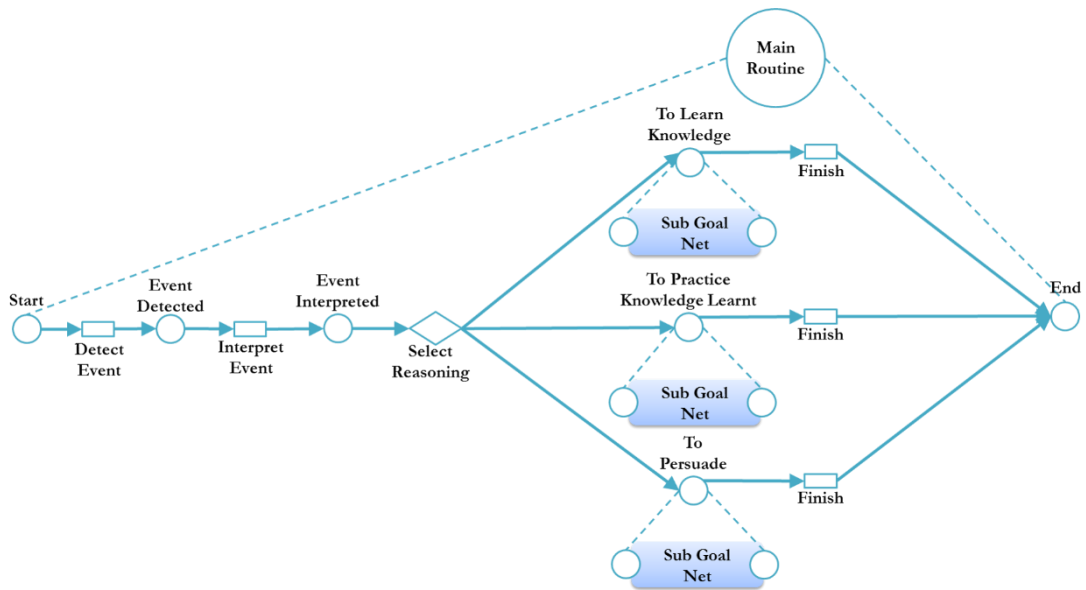 Main
Routine
To Learn
Knowledge
Finish
Sub Goal
Net
Start
Event
Detected
Event
Interpreted
Detect
Event
Interpret
Event
Select
Reasoning
To Practice
Knowledge Learnt
Finish
End
Sub Goal
Net
To
Persuade
Finish
Sub Goal
Net